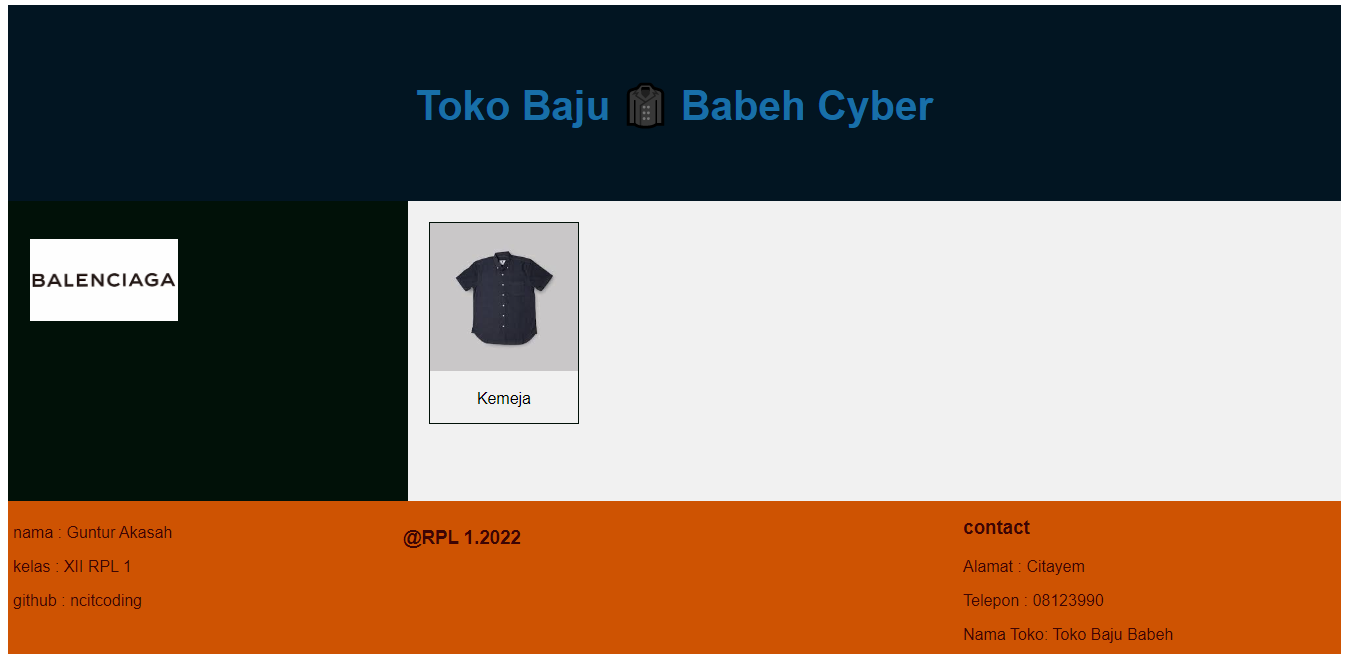 Toko Baju Babeh Cyber
BALENCIAGA
Kemeja
nama : Guntur Akasah
kelas : XII RPL 1
github : ncitcoding
@RPL 1.2022
contact
Alamat : Citayem
Telepon : 08123990
Nama Toko: Toko Baju Babeh